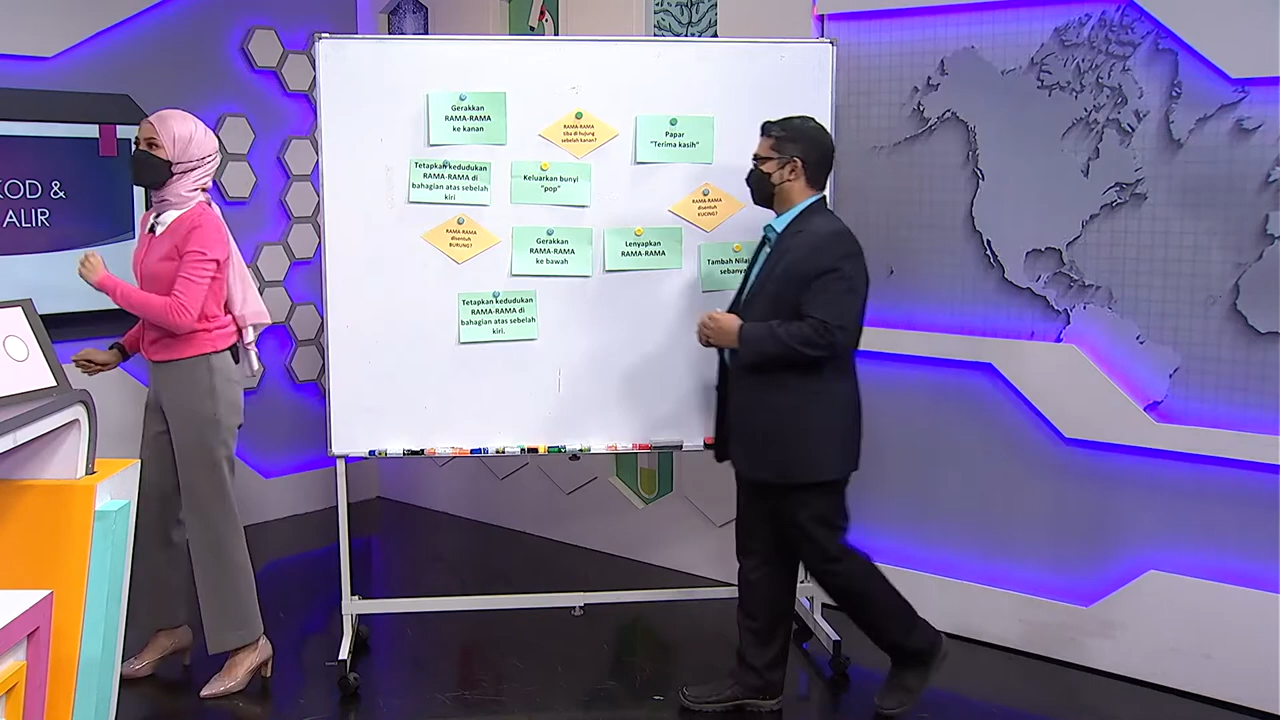 KOD &
ALIR
Gerakkan
RAMA-RAMA
ke kanan
RAMA-RAMA
tiba di hujung
sebelah kanan?
Papar
"Terima kasih"
Tetapkan kedudukan
RAMA-RAMA di
bahagian atas sebelah
kiri
Keluarkan bunyi
"pop"
RAMA-RAMA
disentuh
KUCING?
RAMA-RAMA
disentuh
BURUNG?
Gerakkan
RAMA-RAMA
ke bawah
Lenyapkan
RAMA-RAMA
Tambah Nilai
sebanya
Tetapkan kedudukan
RAMA-RAMA di
bahagian atas sebelah
kiri.